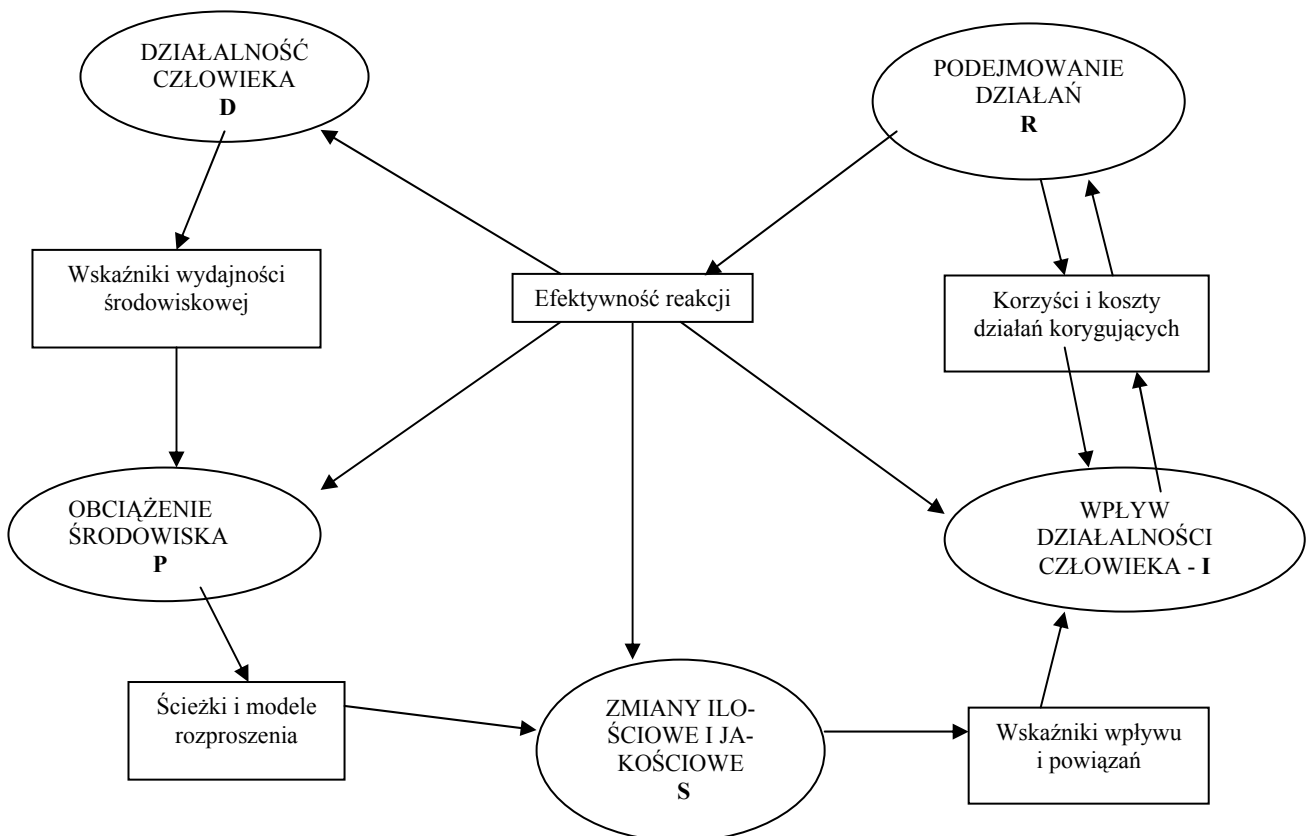 DZIAŁALNOŚĆ
CZŁOWIEKA
D
PODEJMOWANIE
DZIAŁAŃ
R
Wskaźniki wydajności
środowiskowej
Efektywność reakcji
Korzyści i koszty
działań korygujących
OBCIĄŻENIE
ŚRODOWISKA
P
WPŁYW
DZIAŁALNOŚCI
CZŁOWIEKA - I
Ścieżki i modele
rozproszenia
ZMIANY ILO-
ŚCIOWE I JA-
KOŚCIOWE
S
Wskaźniki wpływu
i powiązań